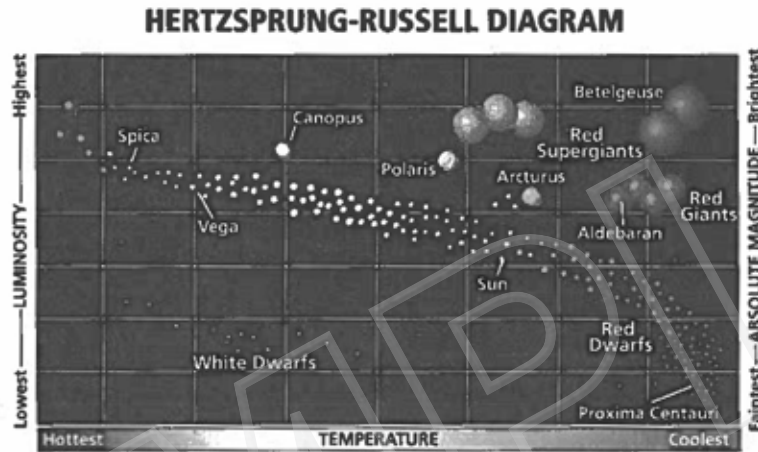 HERTZSPRUNG-RUSSELL DIAGRAM
Highest
LUMINOSITY
Lowest
Spica
Vega
Canopus
Polaris
Arcturus
Betelgeuse
Red
Supergiants
Red
Giants
Aldebaran
Sun
White Dwarfs
Red
Dwarfs
Proxima Centauri
Brightest
ABSOLUTE MAGNITUDE
Faintest
Hottest
TEMPERATURE
Coolest